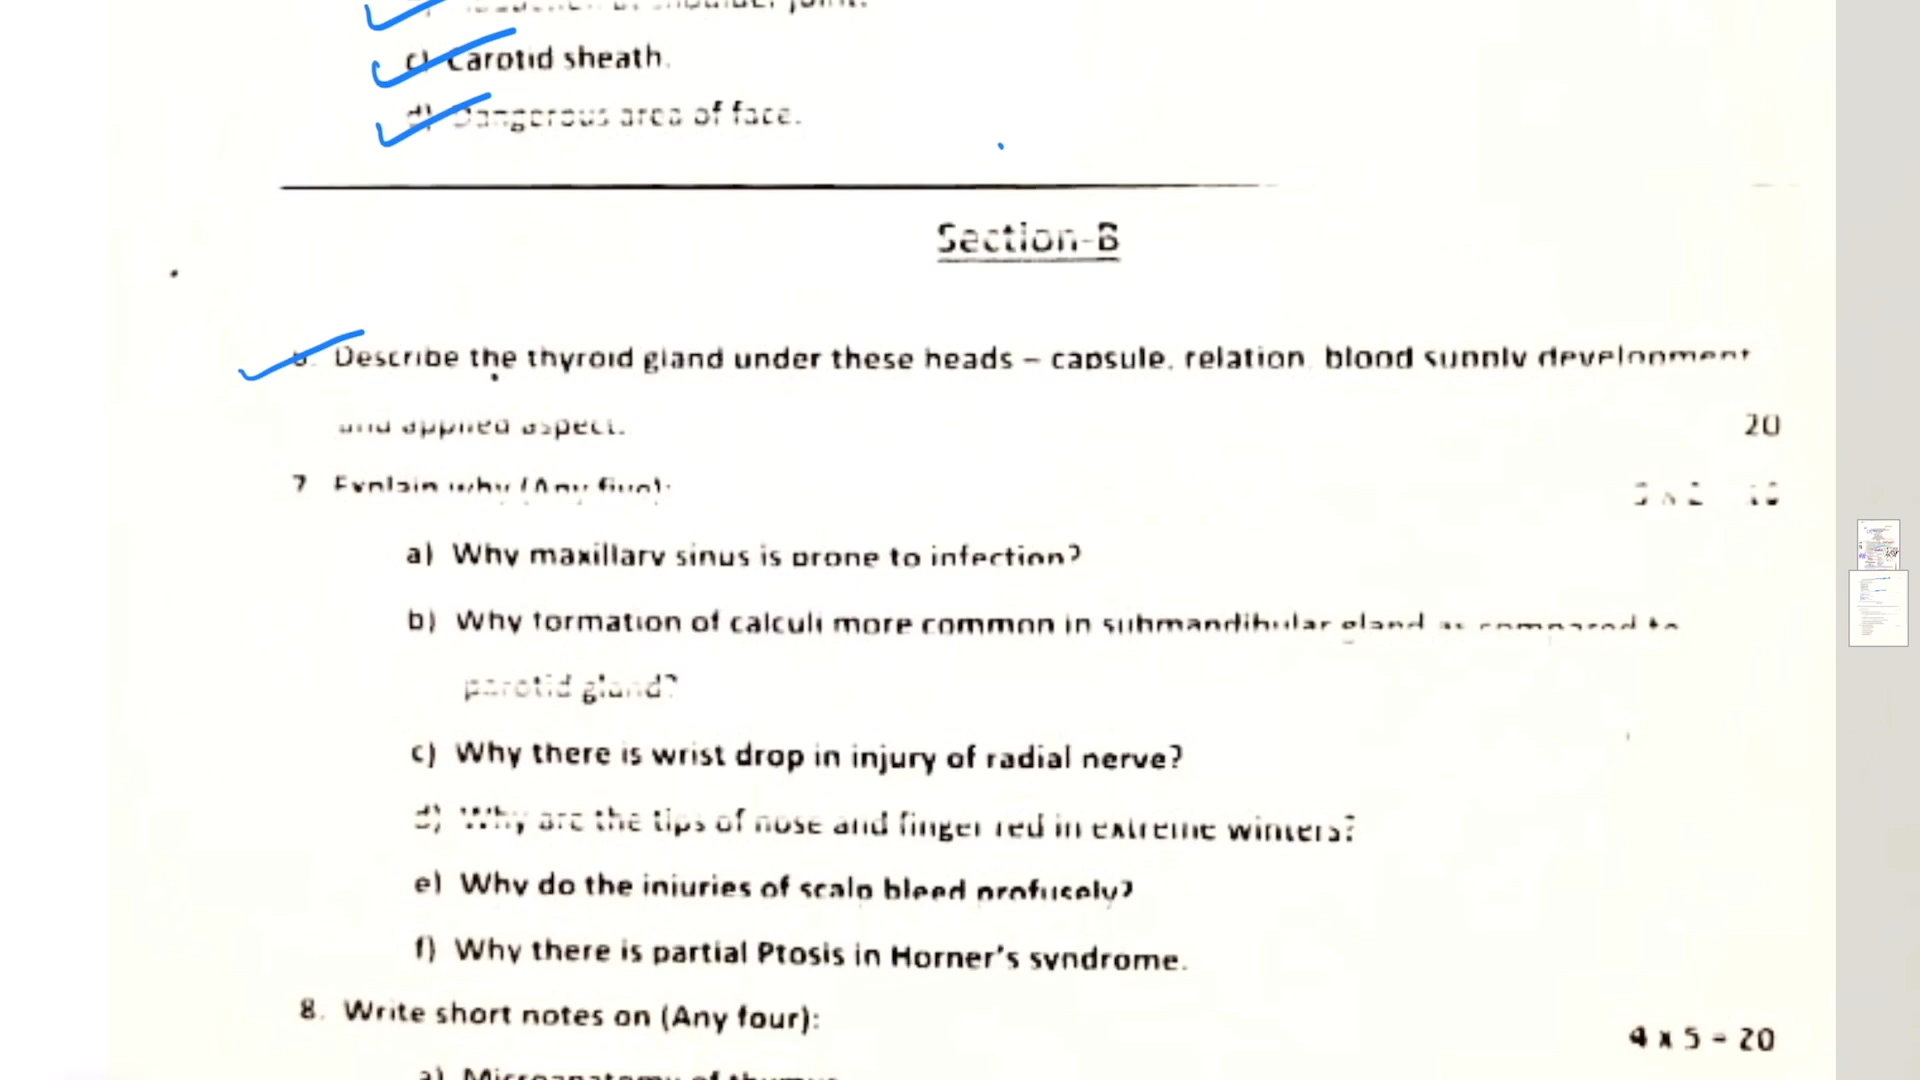 shoulder joint.
c) Carotid sheath.
d) Dangerous area of face.
Section-B
6. Describe the thyroid gland under these heads – capsule, relation, blood supply development
and applied aspect. 20
7 Explain why (Any five):
a) Why maxillary sinus is prone to infection?
b) Why formation of calculi more common in submandibular gland as compared to
parotid gland?
c) Why there is wrist drop in injury of radial nerve?
d) Why are the tips of nose and finger red in extreme winters?
e) Why do the injuries of scalp bleed profusely?
f) Why there is partial Ptosis in Horner's syndrome.
8. Write short notes on (Any four):
4 x 5 = 20
a) Microanatomy of thymus